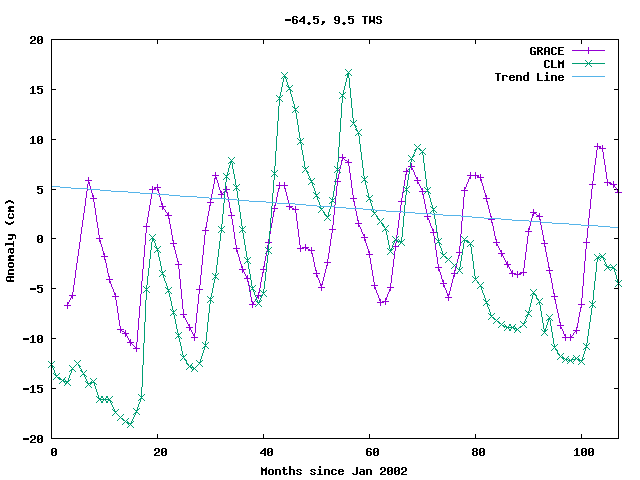 -64.5, 9.5 TWS
GRACE
CLM
Trend Line
20
15
10
5
0
-5
-10
-15
-20
Anomaly (cm)
0 20 40 60 80 100
Months since Jan 2002